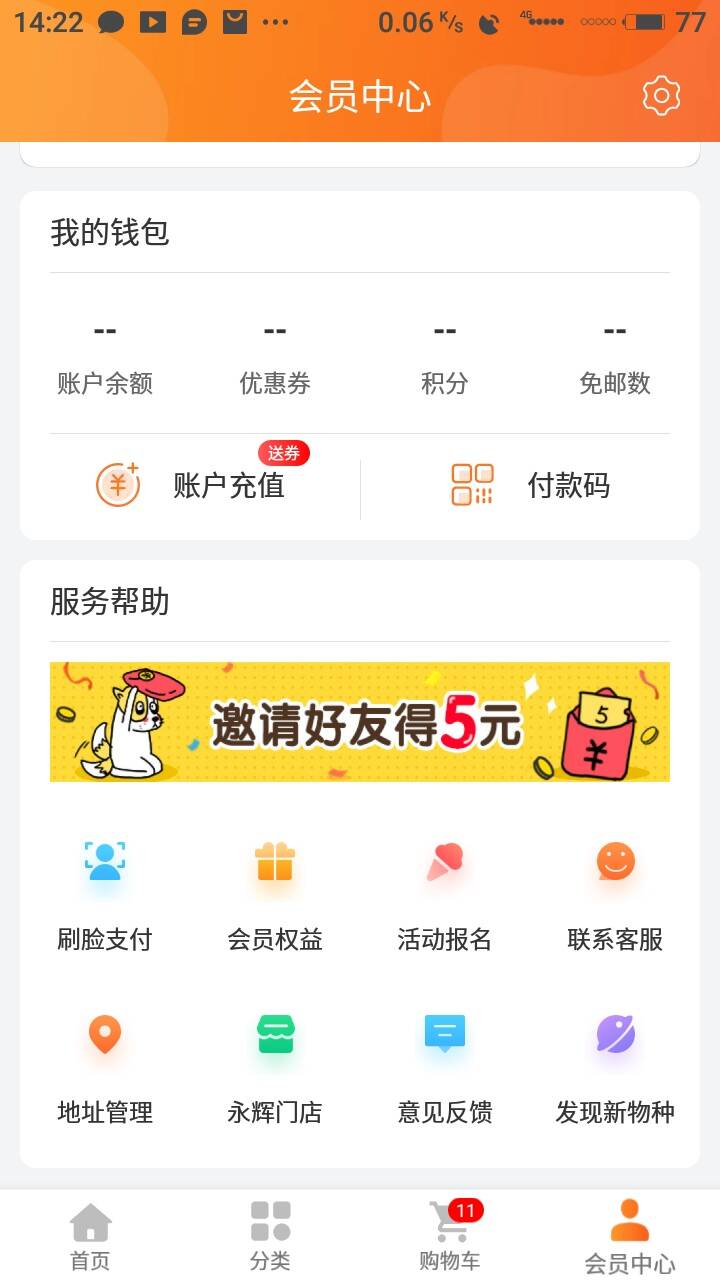 14:22 0.06 K/s 4G 77
会员中心
我的钱包
-- -- -- --
账户余额 优惠券 积分 免邮数
送券
账户充值 付款码
服务帮助
邀请好友得5元
5
¥
刷脸支付 会员权益 活动报名 联系客服
地址管理 永辉门店 意见反馈 发现新物种
11
首页 分类 购物车 会员中心